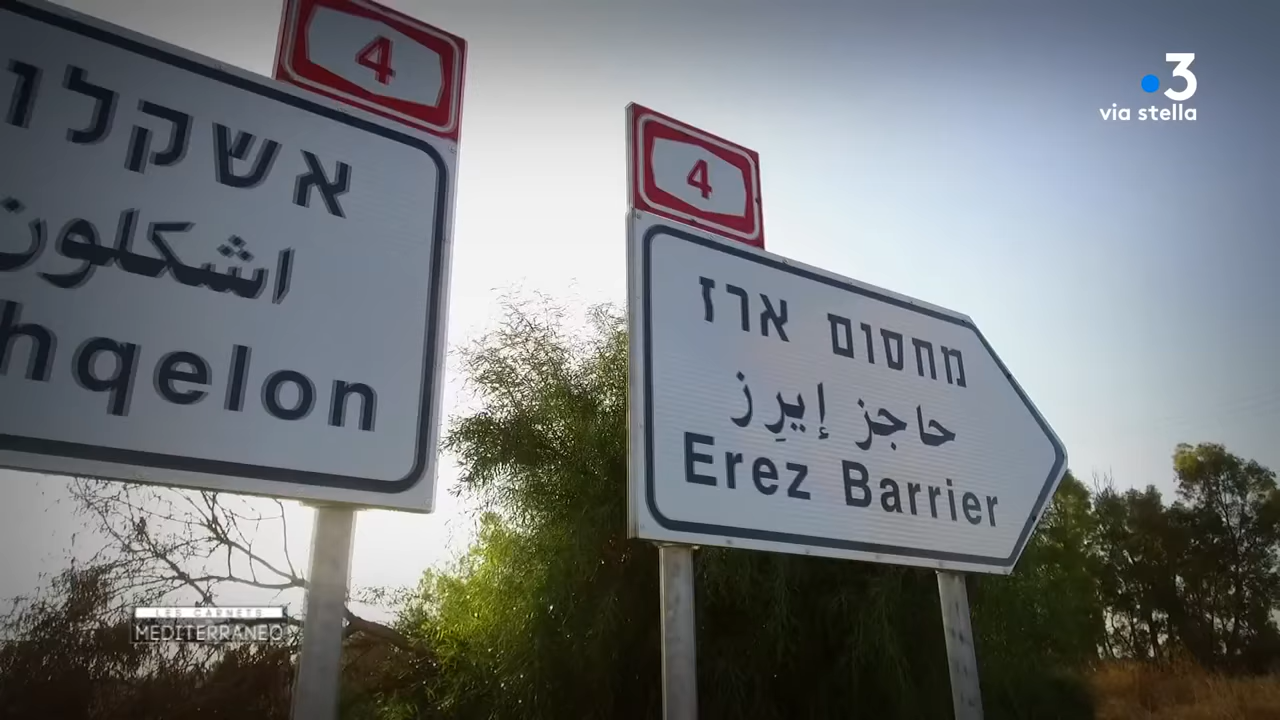 4
אשקלו
اشكلون
hqelon
4
מחסום ארז
حاجز إيرِز
Erez Barrier
3
via stella
LES CARNETS
MEDITERRANEO